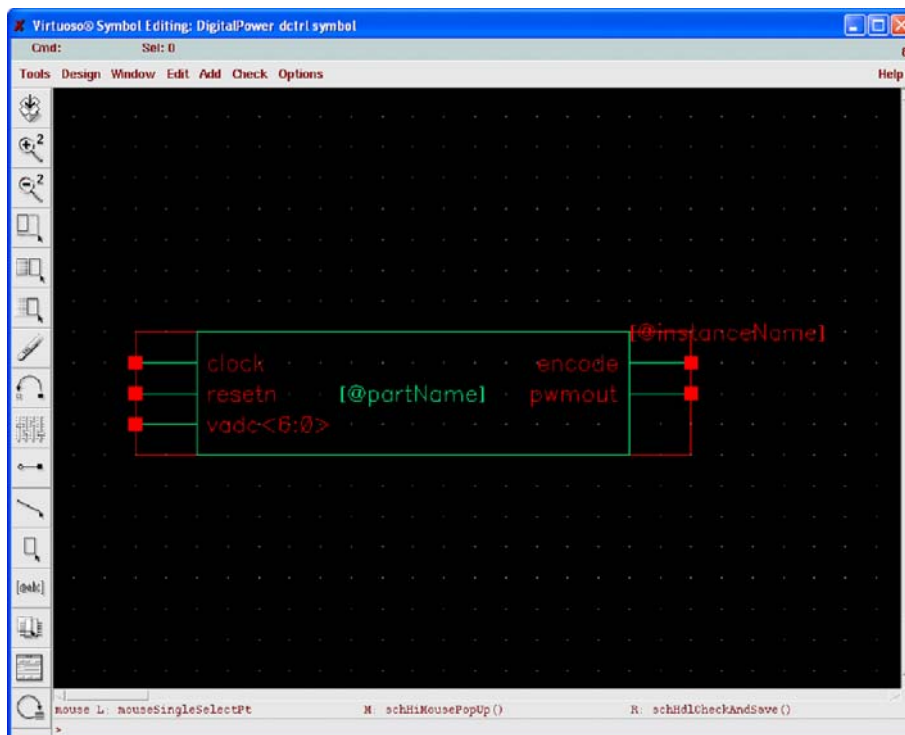 Virtuoso® Symbol Editing: DigitalPower dctrl symbol
Cmd: Sel: 0
Tools Design Window Edit Add Check Options Help
[@instanceName]
clock encode
resetn [@partName] pwmout
vadc<6:0>
[@abc]
mouse L: mouseSingleSelectPt M: schHiMousePopUp() R: schHdlCheckAndSave()
>